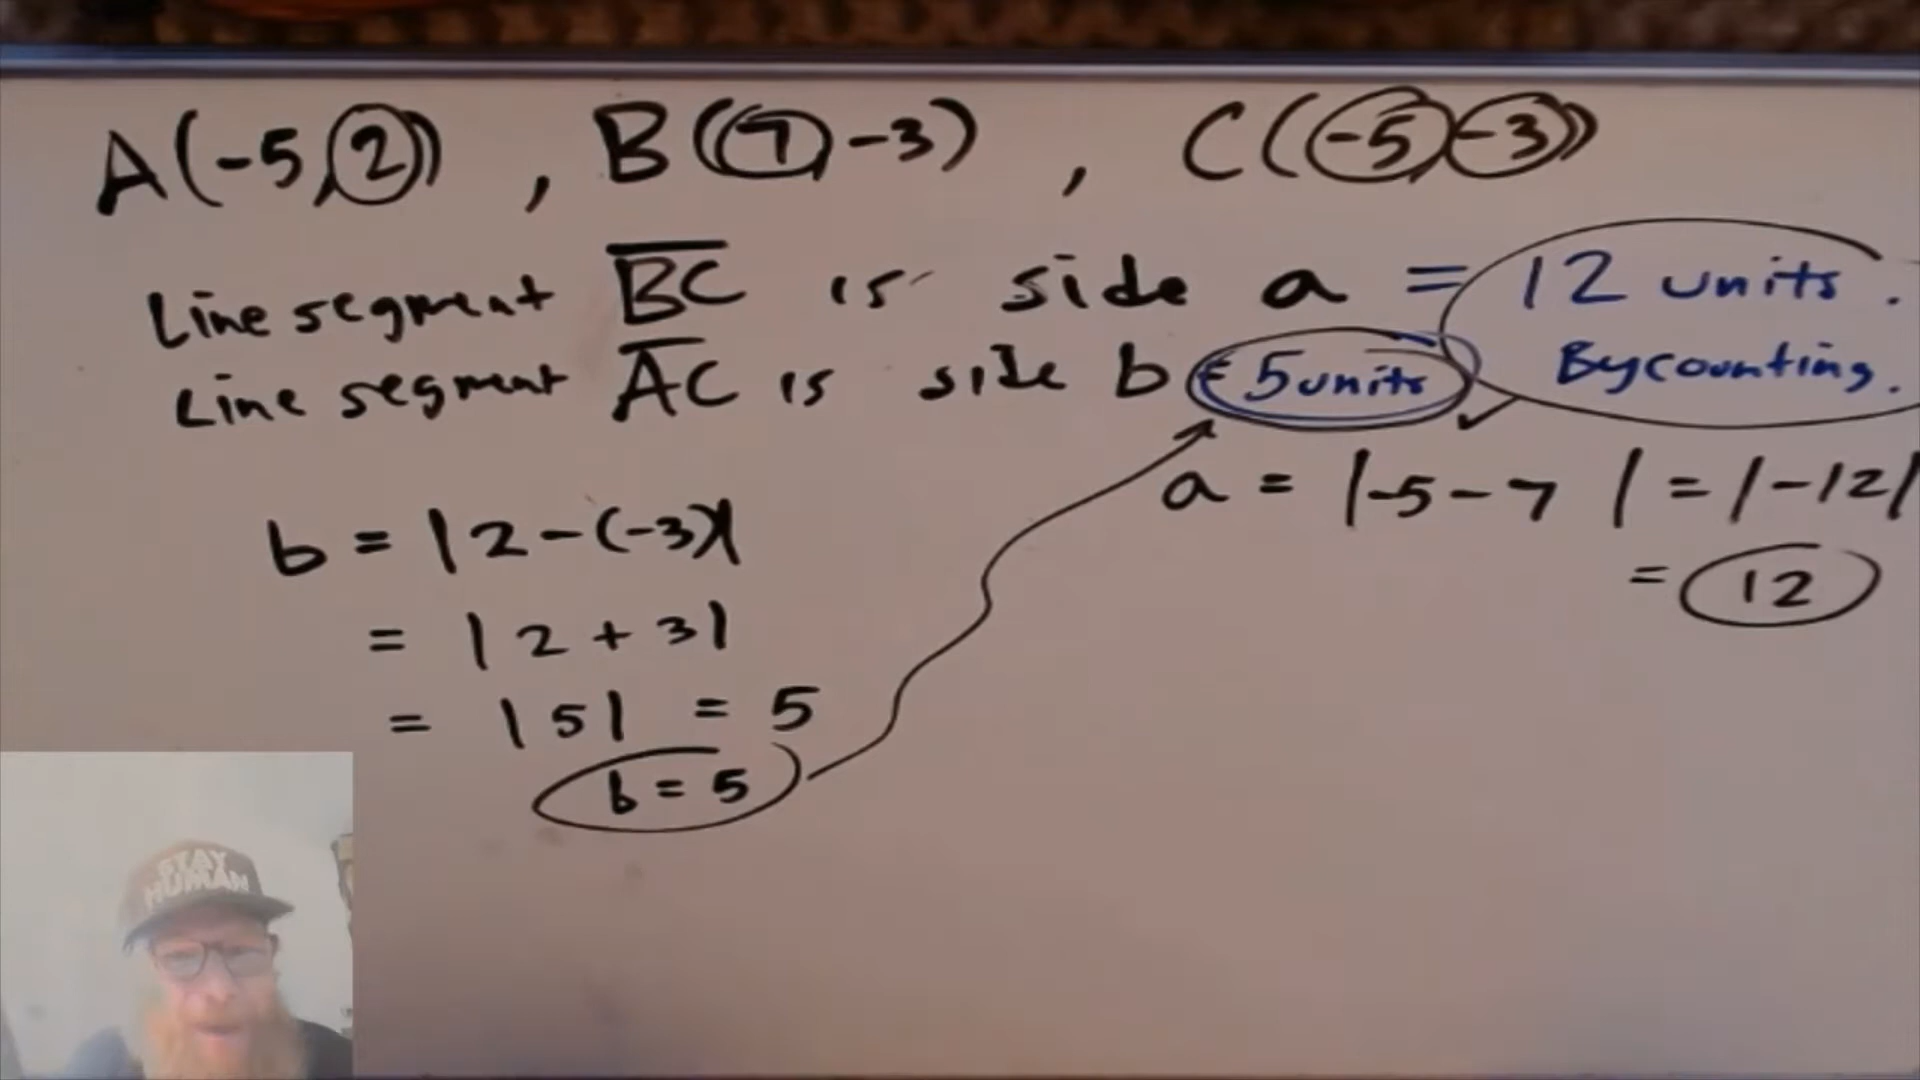 A(-5,2) , B(7,-3) , C(-5,-3)
Line segment BC is side a = 12 units.
By counting.
Line segment AC is side b = 5 units
a = |-5-7| = |-12|
= 12
b = |2-(-3)|
= |2+3|
= |5| = 5
b = 5
STAY
HUMAN